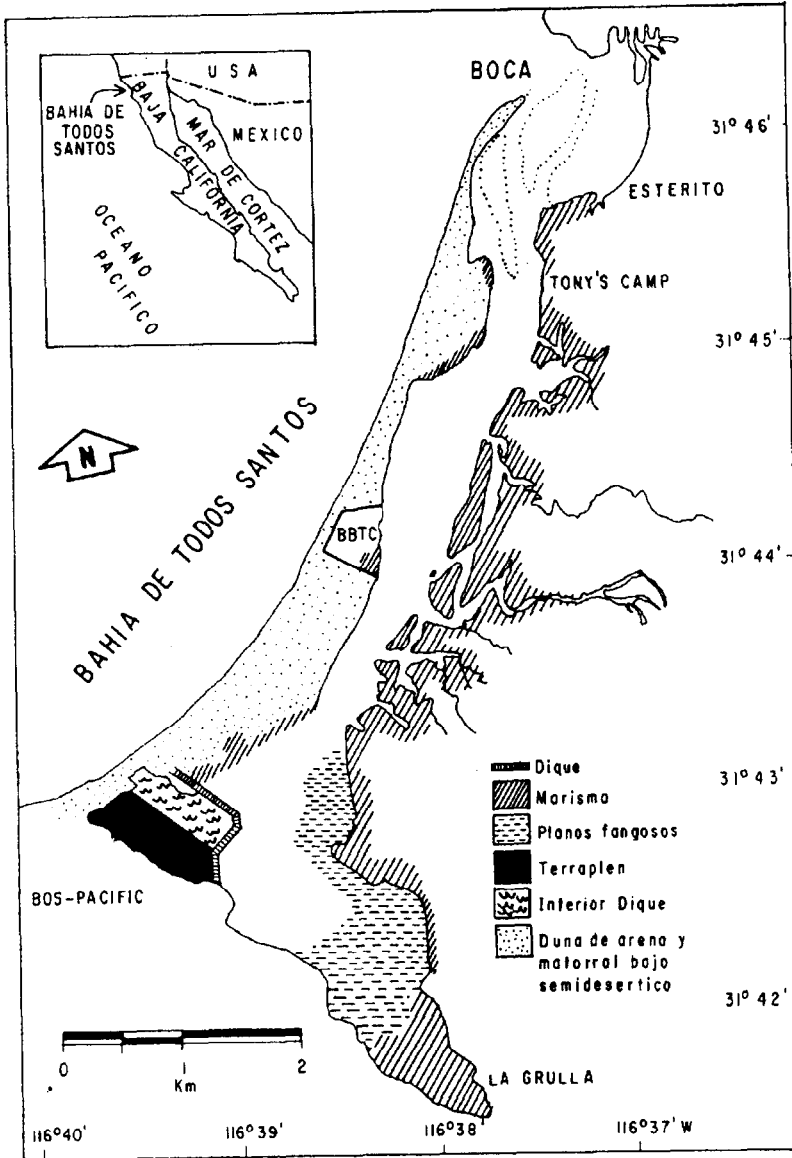 USA
BAHIA DE
TODOS
SANTOS
BAJA
CALIFORNIA
MAR DE CORTEZ
MEXICO
OCEANO
PACIFICO
BOCA
31° 46'
ESTERITO
TONY'S CAMP
31° 45'
N
BAHIA DE TODOS SANTOS
BBTC
31° 44'
31° 43'
Dique
Marisma
Planos fangosos
Terraplen
Interior Dique
Duna de arena y
matorral bajo
semidesertico
BOS-PACIFIC
31° 42'
0 1 2
Km
LA GRULLA
116° 40' 116° 39' 116° 38' 116° 37' W